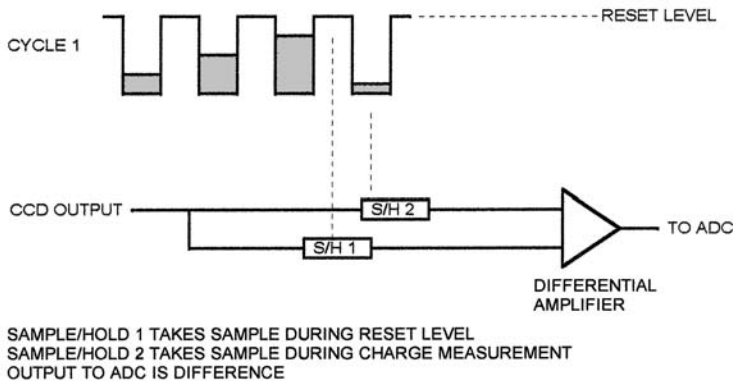 RESET LEVEL
CYCLE 1
CCD OUTPUT
S/H 2
S/H 1
TO ADC
DIFFERENTIAL
AMPLIFIER
SAMPLE/HOLD 1 TAKES SAMPLE DURING RESET LEVEL
SAMPLE/HOLD 2 TAKES SAMPLE DURING CHARGE MEASUREMENT
OUTPUT TO ADC IS DIFFERENCE